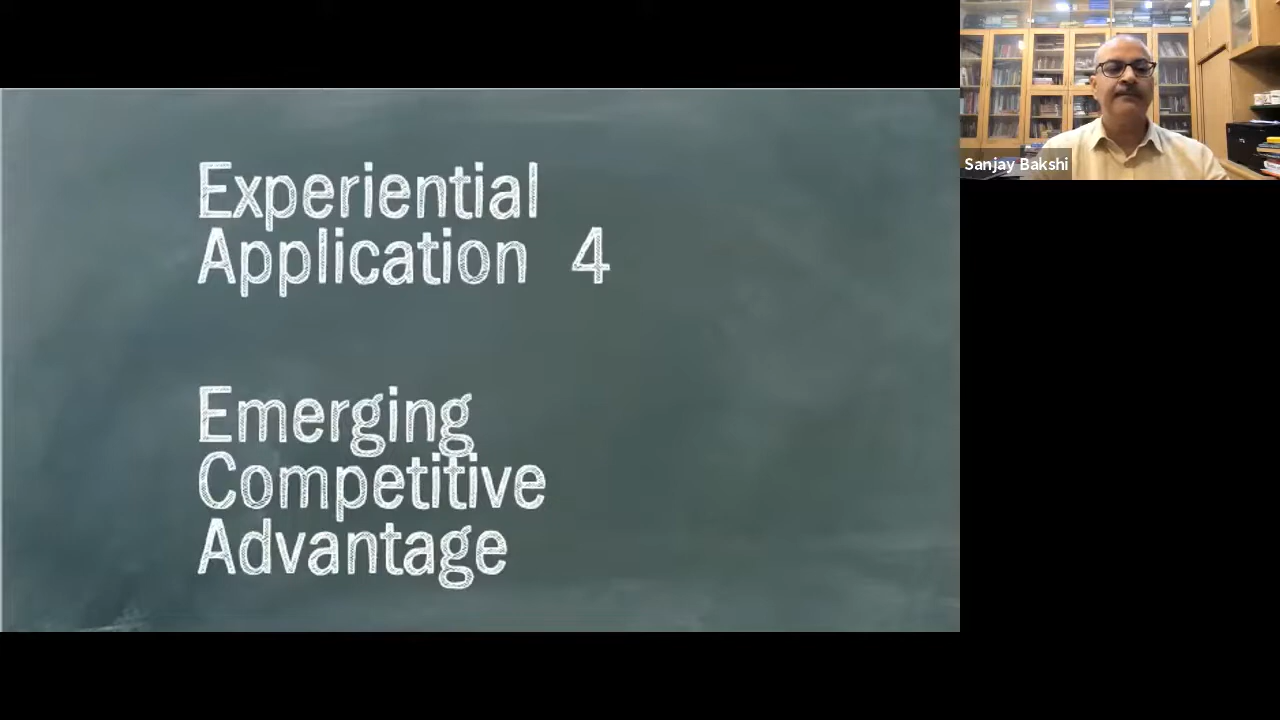 Experiential
Application 4
Emerging
Competitive
Advantage
Sanjay Bakshi